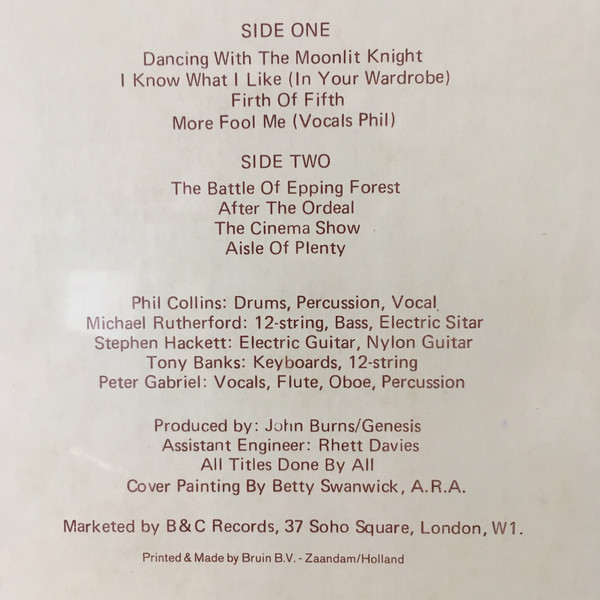 SIDE ONE
Dancing With The Moonlit Knight
I Know What I Like (In Your Wardrobe)
Firth Of Fifth
More Fool Me (Vocals Phil)
SIDE TWO
The Battle Of Epping Forest
After The Ordeal
The Cinema Show
Aisle Of Plenty
Phil Collins: Drums, Percussion, Vocal
Michael Rutherford: 12-string, Bass, Electric Sitar
Stephen Hackett: Electric Guitar, Nylon Guitar
Tony Banks: Keyboards, 12-string
Peter Gabriel: Vocals, Flute, Oboe, Percussion
Produced by: John Burns/Genesis
Assistant Engineer: Rhett Davies
All Titles Done By All
Cover Painting By Betty Swanwick, A.R.A.
Marketed by B&C Records, 37 Soho Square, London, W1.
Printed & Made by Bruin B.V. - Zaandam/Holland